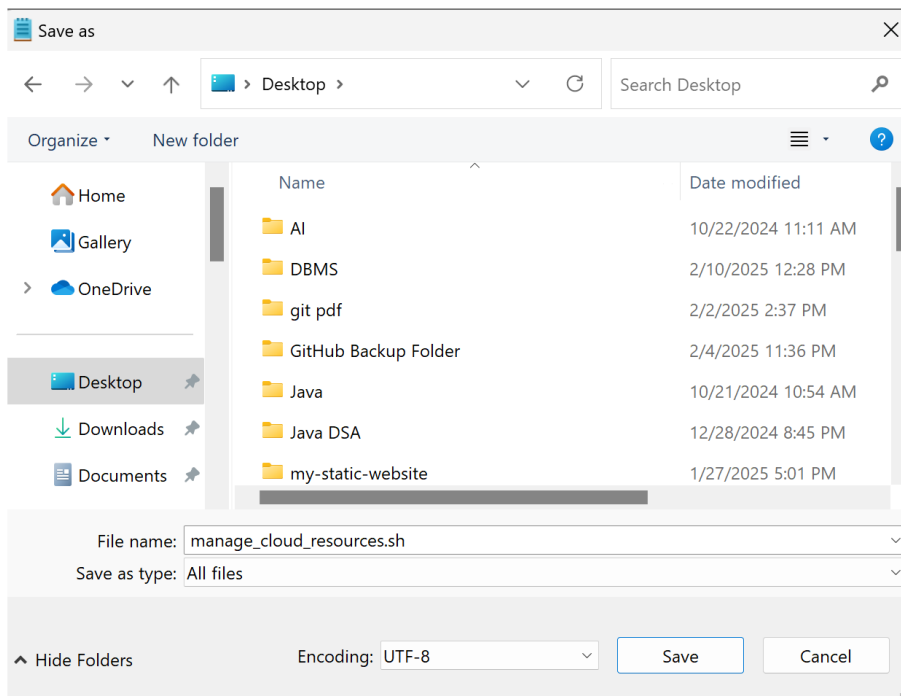 Save as
Desktop
Search Desktop
Organize
New folder
Home
Gallery
OneDrive
Desktop
Downloads
Documents
Name Date modified
AI 10/22/2024 11:11 AM
DBMS 2/10/2025 12:28 PM
git pdf 2/2/2025 2:37 PM
GitHub Backup Folder 2/4/2025 11:36 PM
Java 10/21/2024 10:54 AM
Java DSA 12/28/2024 8:45 PM
my-static-website 1/27/2025 5:01 PM
File name: manage_cloud_resources.sh
Save as type: All files
Hide Folders
Encoding: UTF-8
Save
Cancel